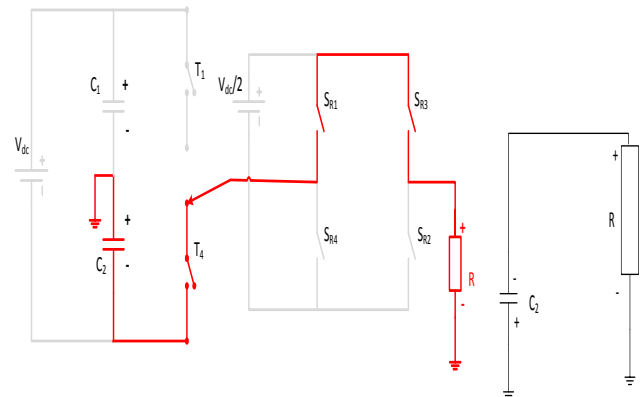 C1
+
-
T1
Vdc
+
-
Vdc/2
+
-
SR1
SR3
+
C2
-
T4
SR4
SR2
+
R
-
-
C2
+
+
R
-